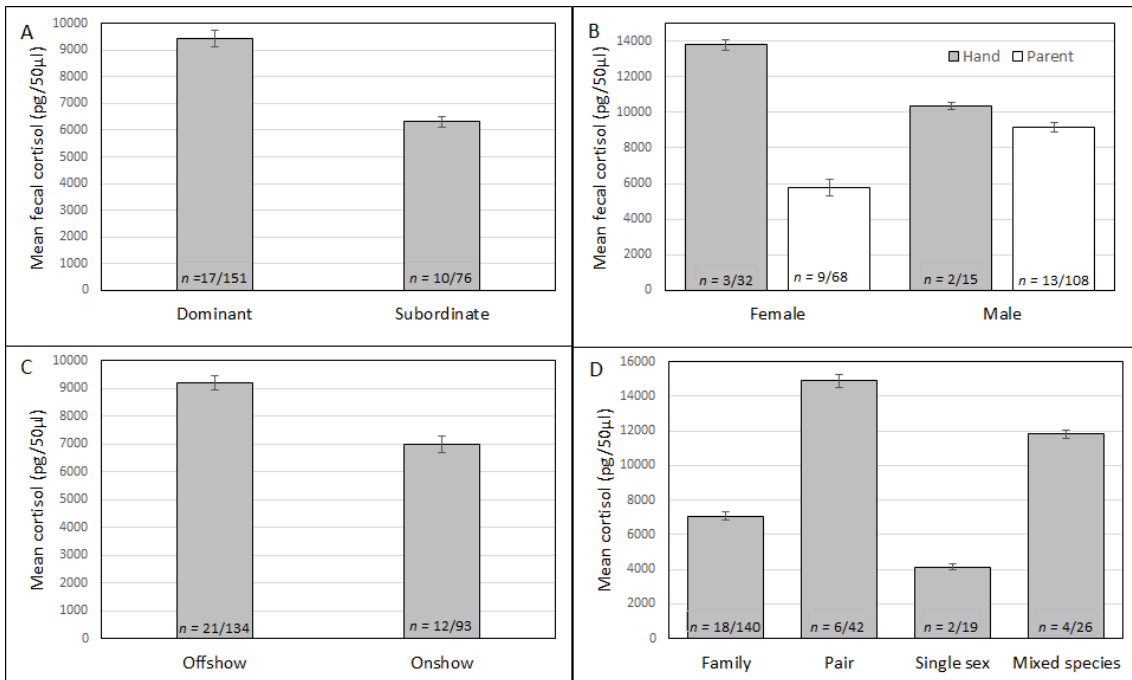 A
Mean fecal cortisol (pg/50µl)
10000
9000
8000
7000
6000
5000
4000
3000
2000
1000
0
n =17/151
n = 10/76
Dominant
Subordinate
B
Mean fecal cortisol (pg/50µl)
14000
12000
10000
8000
6000
4000
2000
0
Hand
Parent
n = 3/32
n = 9/68
n = 2/15
n = 13/108
Female
Male
C
Mean cortisol (pg/50µl)
10000
9000
8000
7000
6000
5000
4000
3000
2000
1000
0
n = 21/134
n = 12/93
Offshow
Onshow
D
Mean cortisol (pg/50µl)
16000
14000
12000
10000
8000
6000
4000
2000
0
n = 18/140
n = 6/42
n = 2/19
n = 4/26
Family
Pair
Single sex
Mixed species